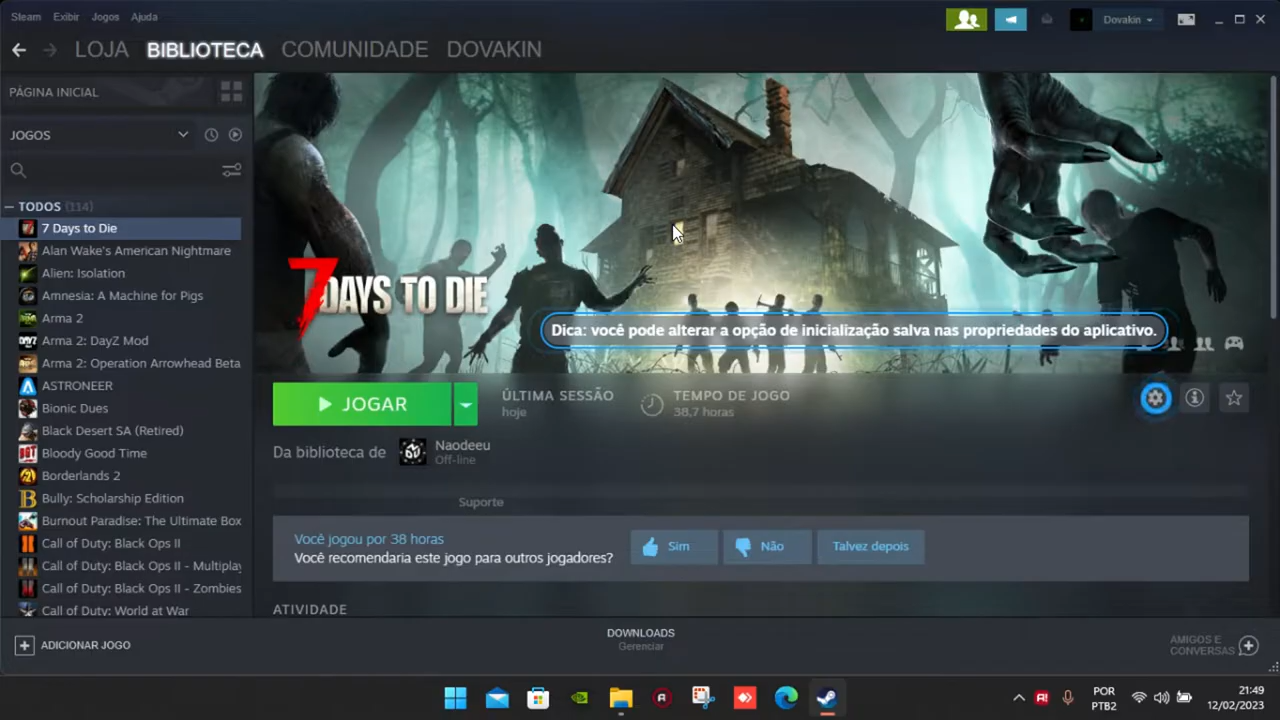 Steam Exibir Jogos Ajuda
Dovakin
LOJA BIBLIOTECA COMUNIDADE DOVAKIN
PÁGINA INICIAL
JOGOS
TODOS (114)
7 Days to Die
Alan Wake's American Nightmare
Alien: Isolation
Amnesia: A Machine for Pigs
Arma 2
Arma 2: DayZ Mod
Arma 2: Operation Arrowhead Beta
ASTRONEER
Bionic Dues
Black Desert SA (Retired)
Bloody Good Time
Borderlands 2
Bully: Scholarship Edition
Burnout Paradise: The Ultimate Box
Call of Duty: Black Ops II
Call of Duty: Black Ops II - Multiplay
Call of Duty: Black Ops II - Zombies
Call of Duty: World at War
7 DAYS TO DIE
Dica: você pode alterar a opção de inicialização salva nas propriedades do aplicativo.
JOGAR
ÚLTIMA SESSÃO
hoje
TEMPO DE JOGO
38,7 horas
Da biblioteca de
Naodeeu
Off-line
Suporte
Você jogou por 38 horas
Você recomendaria este jogo para outros jogadores?
Sim
Não
Talvez depois
ATIVIDADE
ADICIONAR JOGO
DOWNLOADS
Gerenciar
AMIGOS E
CONVERSAS
POR
PTB2
21:49
12/02/2023